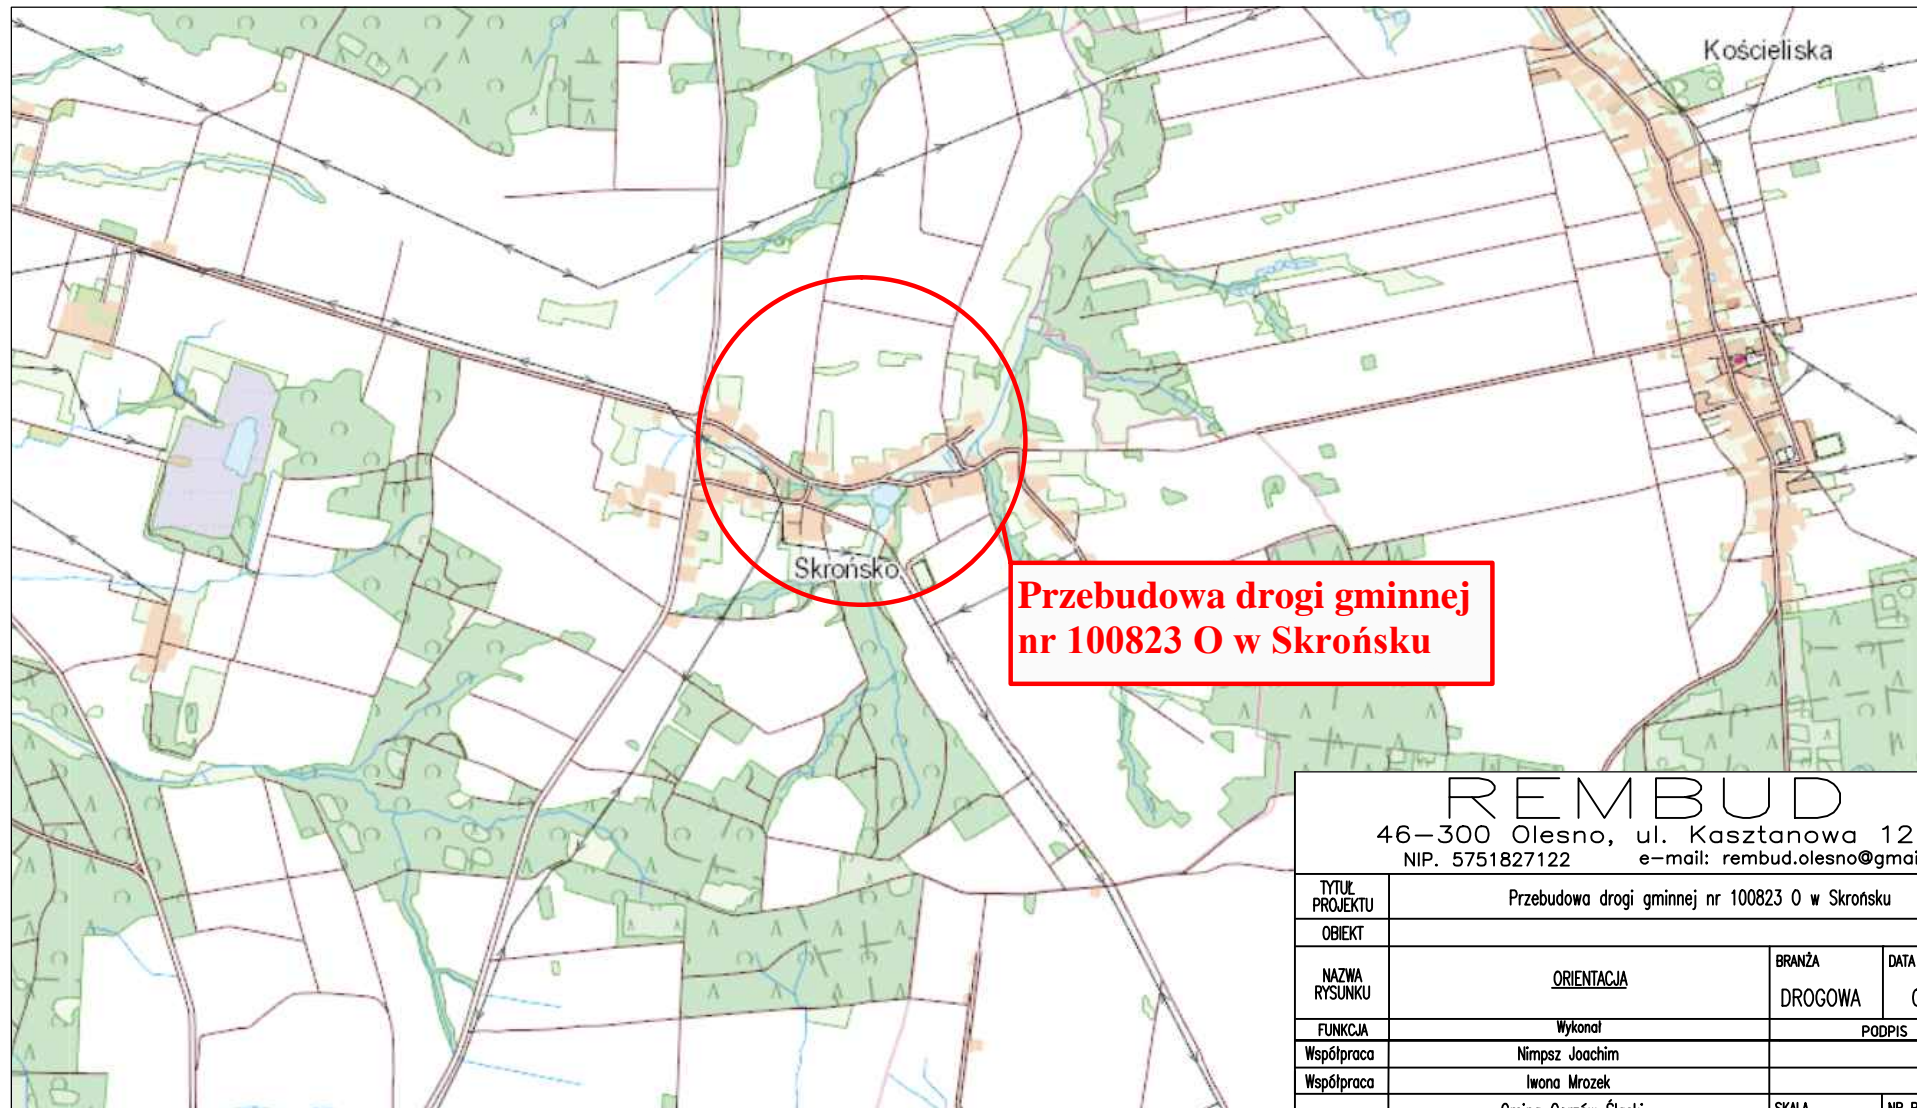 Kościeliska
Skrońsko
Przebudowa drogi gminnej
nr 100823 O w Skrońsku
REMBUD
46-300 Olesno, ul. Kasztanowa 12
NIP. 5751827122 e-mail: rembud.olesno@gmai
TYTUŁ PROJEKTU
Przebudowa drogi gminnej nr 100823 O w Skrońsku
OBIEKT
NAZWA RYSUNKU
ORIENTACJA
BRANŻA
DROGOWA
DATA
FUNKCJA
Wykonał
PODPIS
Współpraca
Nimpsz Joachim
Współpraca
Iwona Mrozek
SKALA